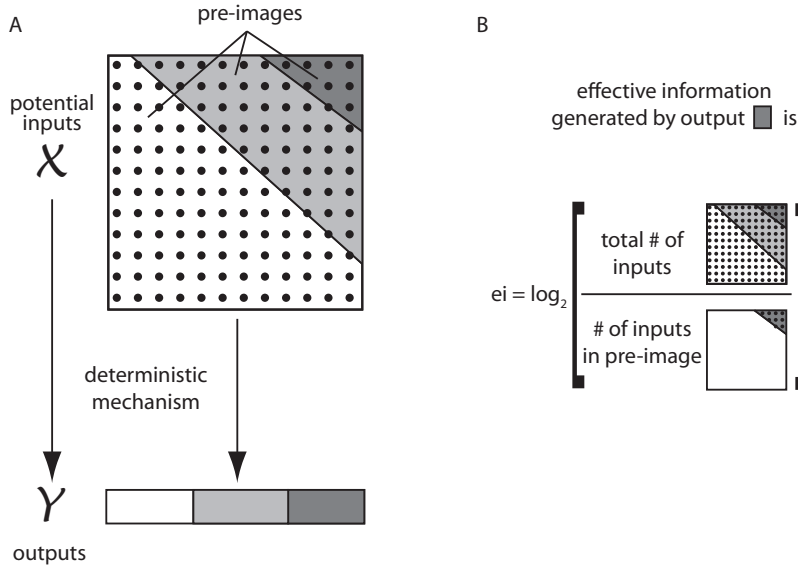 A
pre-images
potential
inputs
X
deterministic
mechanism
Y
outputs
B
effective information
generated by output is
ei = log2
total # of
inputs
# of inputs
in pre-image